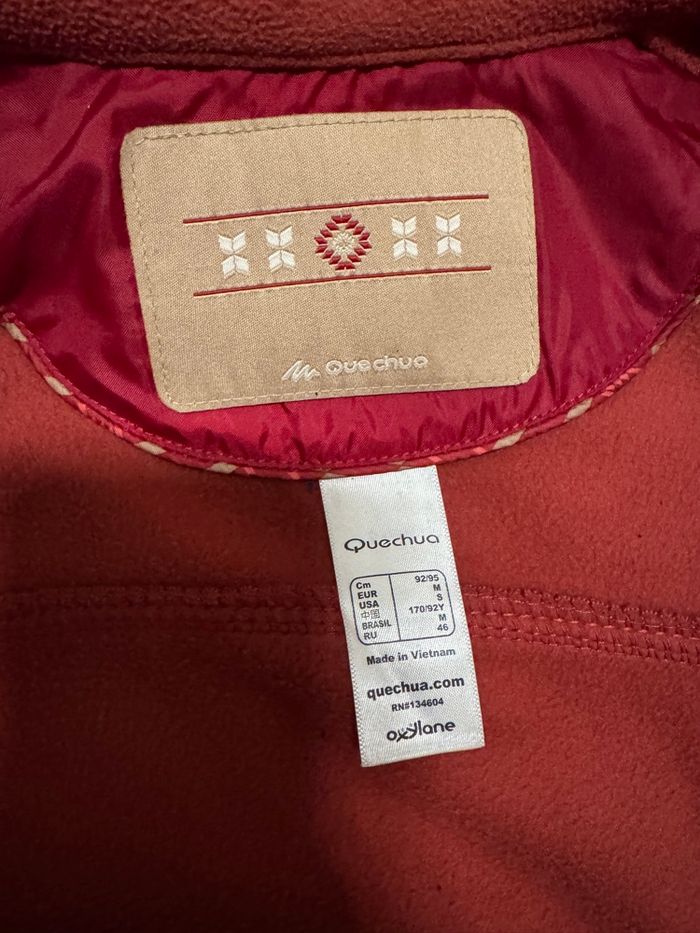 Quechua
Quechua
Cm 92/95
EUR M
USA S
中国 170/92Y
BRASIL M
RU 46
Made in Vietnam
quechua.com
RN#134604
oxylane